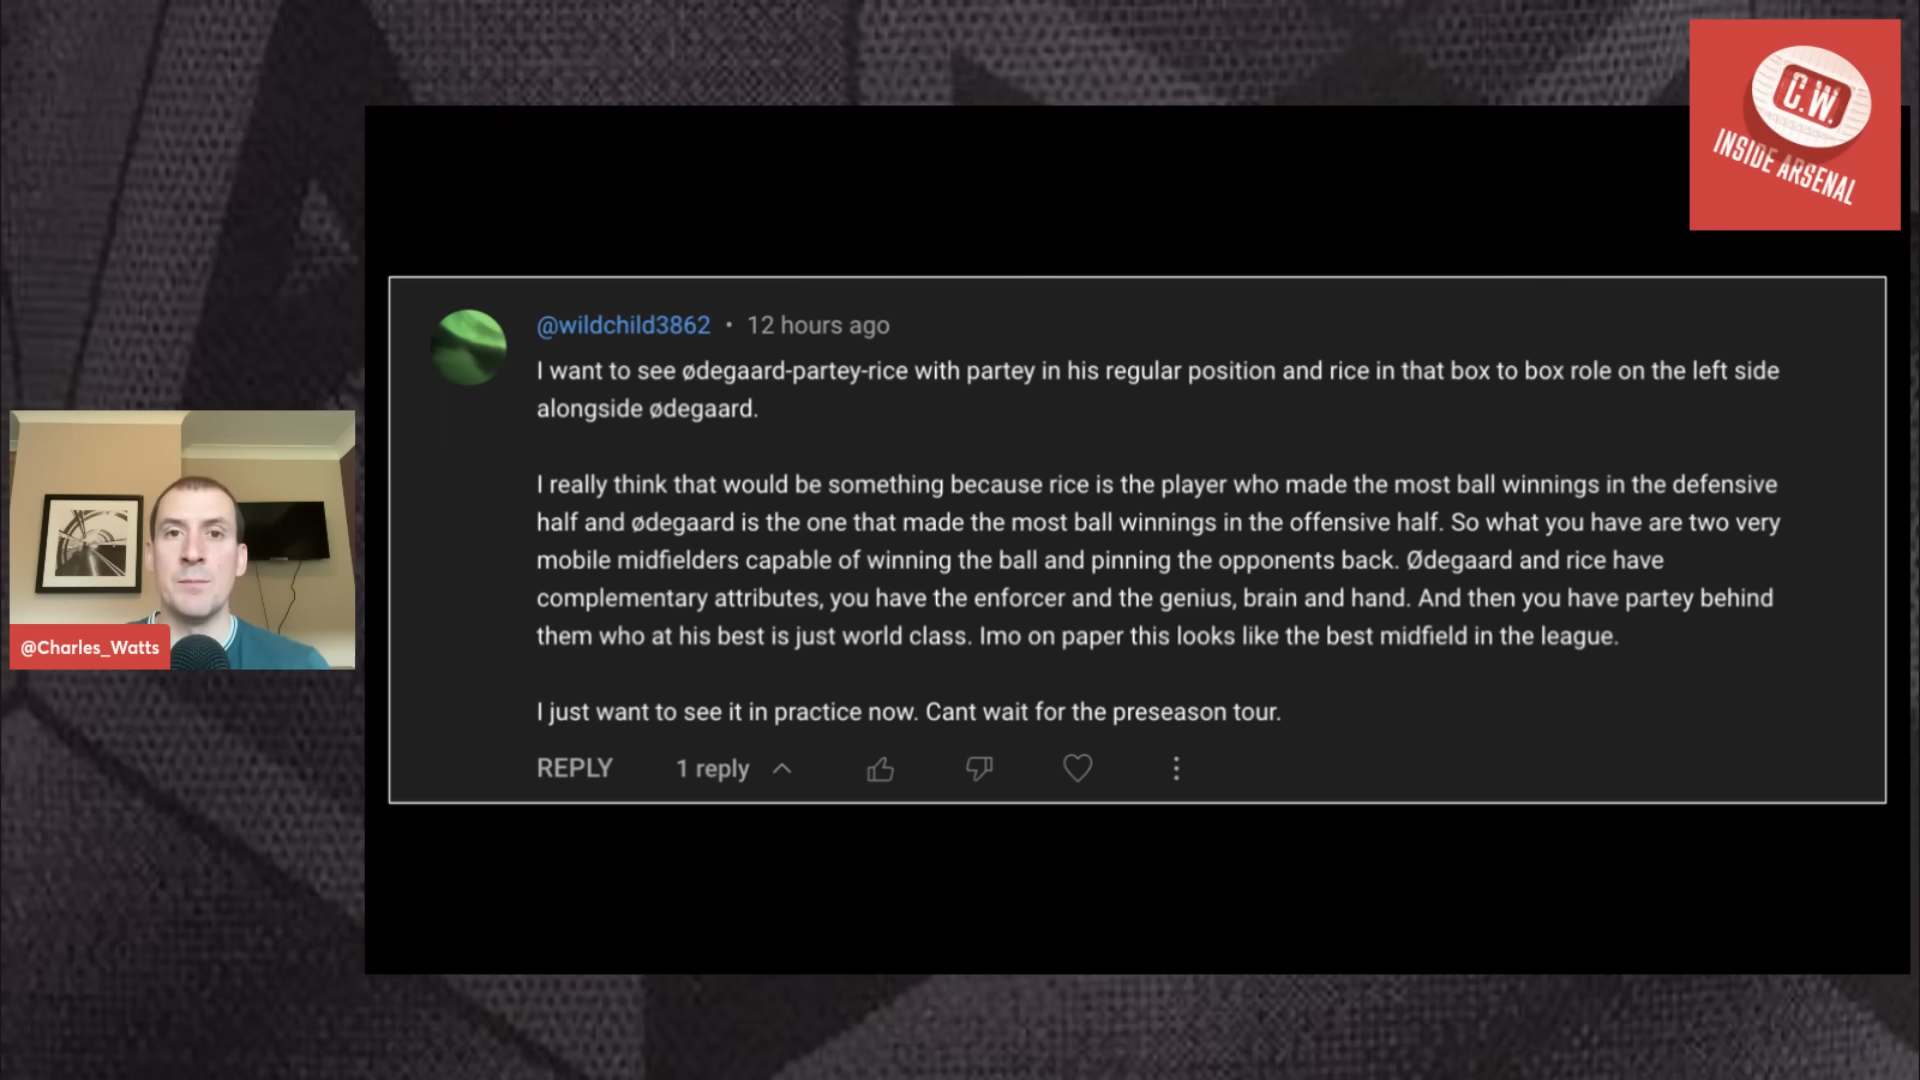 C.W.
INSIDE ARSENAL
@wildchild3862 • 12 hours ago
I want to see ødegaard-partey-rice with partey in his regular position and rice in that box to box role on the left side
alongside ødegaard.
I really think that would be something because rice is the player who made the most ball winnings in the defensive
half and ødegaard is the one that made the most ball winnings in the offensive half. So what you have are two very
mobile midfielders capable of winning the ball and pinning the opponents back. Ødegaard and rice have
complementary attributes, you have the enforcer and the genius, brain and hand. And then you have partey behind
them who at his best is just world class. Imo on paper this looks like the best midfield in the league.
I just want to see it in practice now. Cant wait for the preseason tour.
REPLY 1 reply
@Charles_Watts